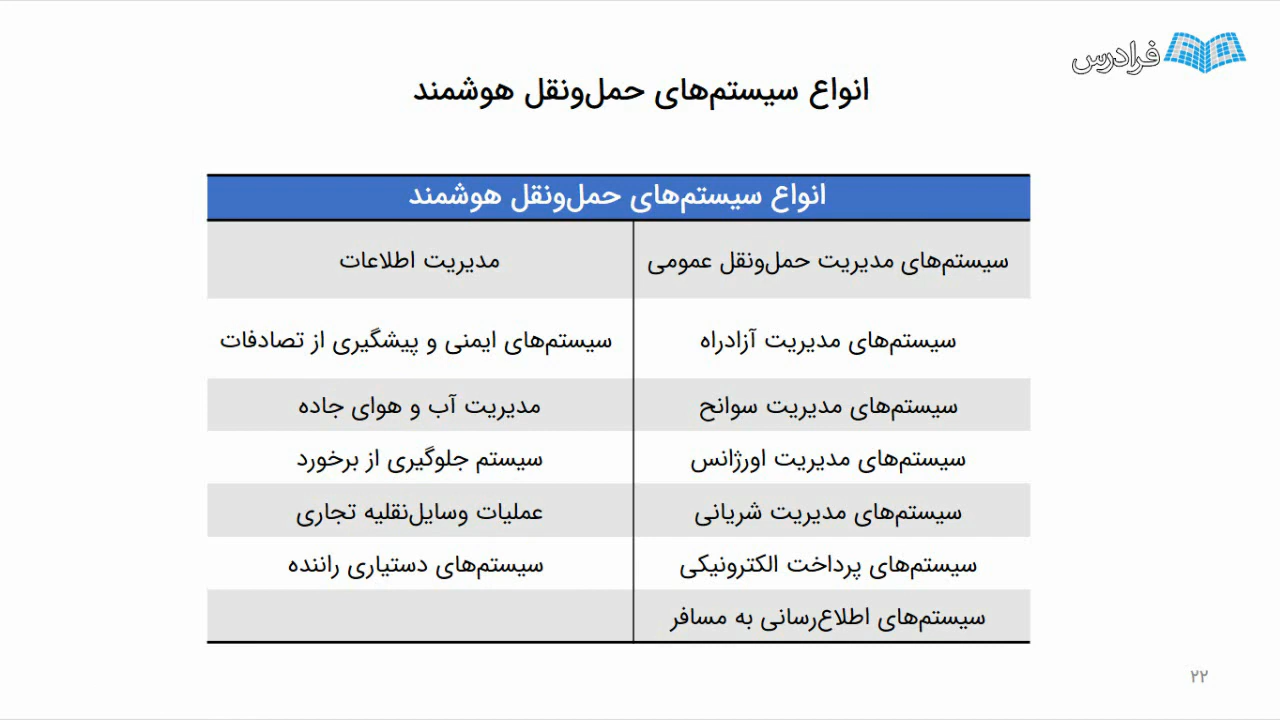 فرادرس
انواع سیستم‌های حمل‌ونقل هوشمند
انواع سیستم‌های حمل‌ونقل هوشمند
سیستم‌های مدیریت حمل‌ونقل عمومی
مدیریت اطلاعات
سیستم‌های مدیریت آزادراه
سیستم‌های ایمنی و پیشگیری از تصادفات
سیستم‌های مدیریت سوانح
مدیریت آب و هوای جاده
سیستم‌های مدیریت اورژانس
سیستم جلوگیری از برخورد
سیستم‌های مدیریت شریانی
عملیات وسایل‌نقلیه تجاری
سیستم‌های پرداخت الکترونیکی
سیستم‌های دستیاری راننده
سیستم‌های اطلاع‌رسانی به مسافر
۲۲